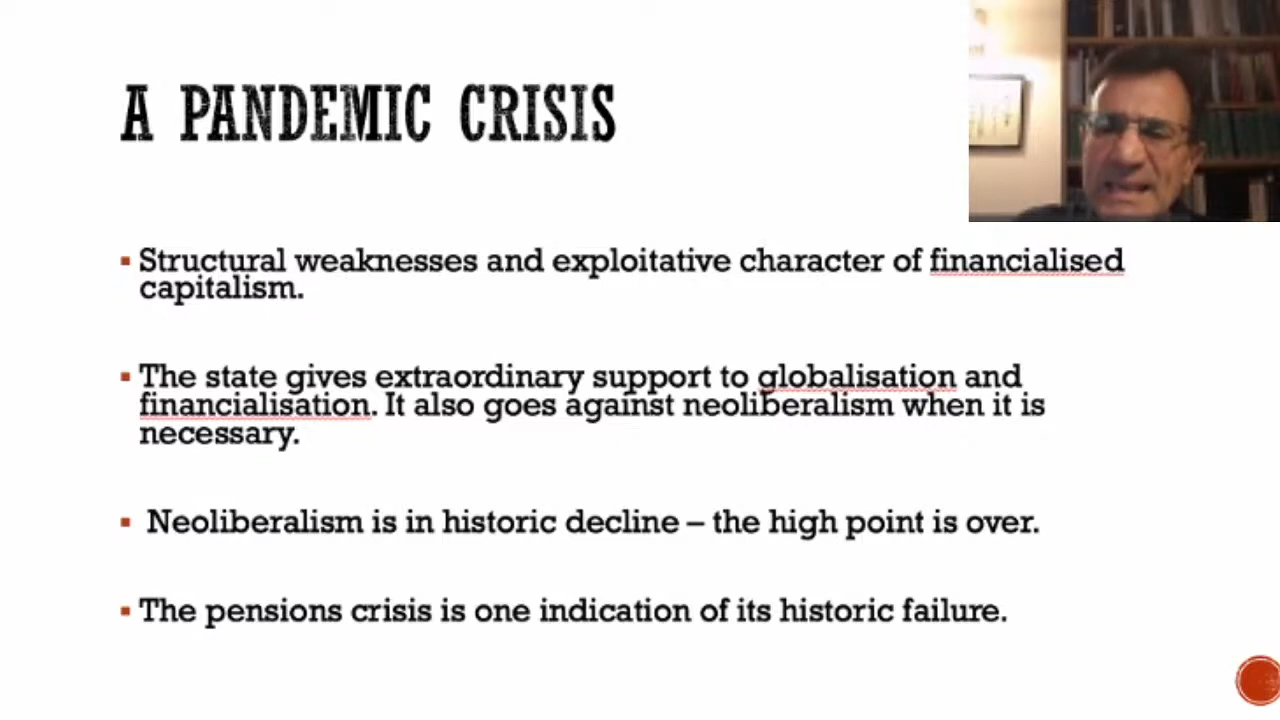 A PANDEMIC CRISIS
▪ Structural weaknesses and exploitative character of financialised
capitalism.
▪ The state gives extraordinary support to globalisation and
financialisation. It also goes against neoliberalism when it is
necessary.
▪ Neoliberalism is in historic decline – the high point is over.
▪ The pensions crisis is one indication of its historic failure.